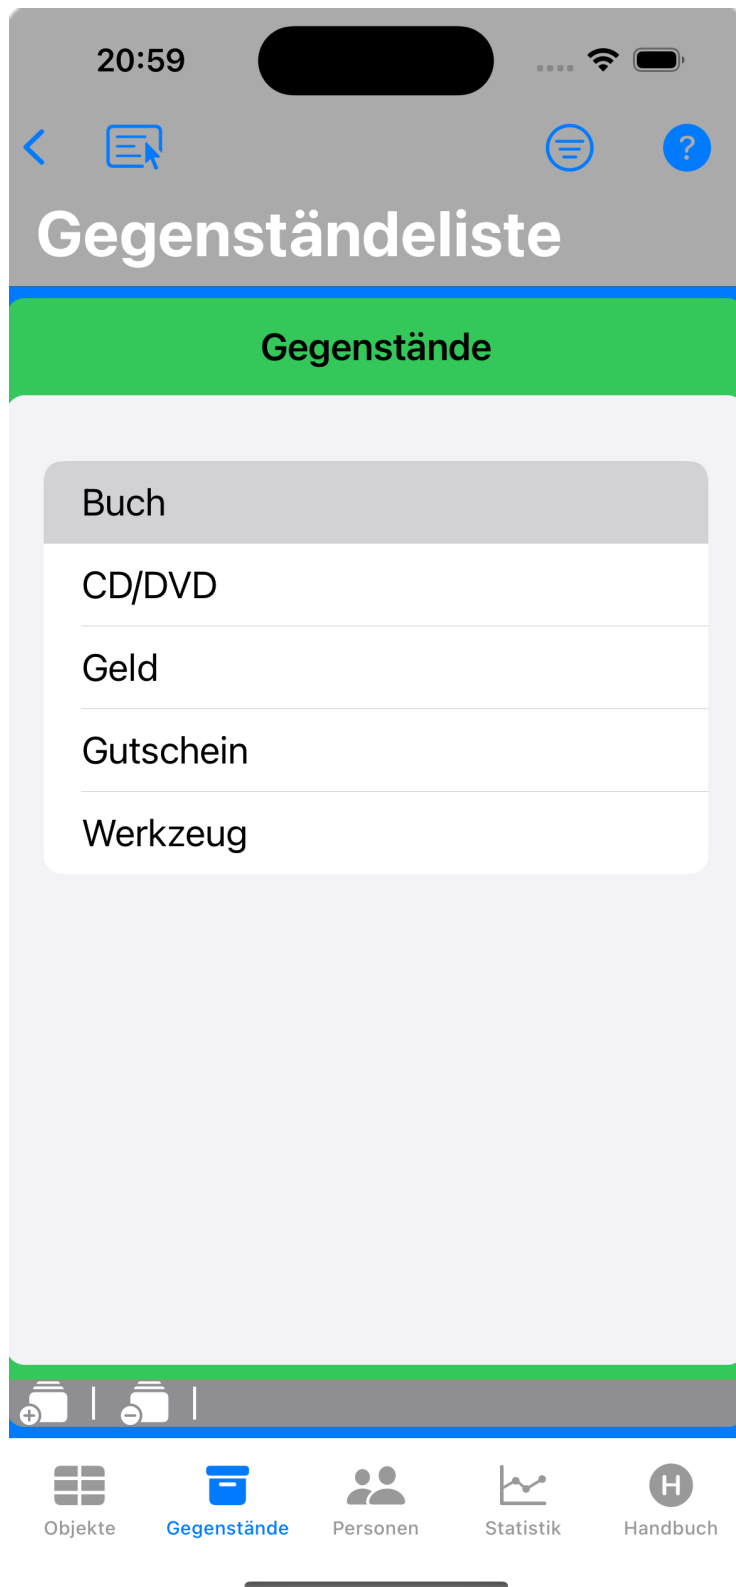 20:59
?
Gegenständeliste
Gegenstände
Buch
CD/DVD
Geld
Gutschein
Werkzeug
H
Objekte Gegenstände Personen Statistik Handbuch